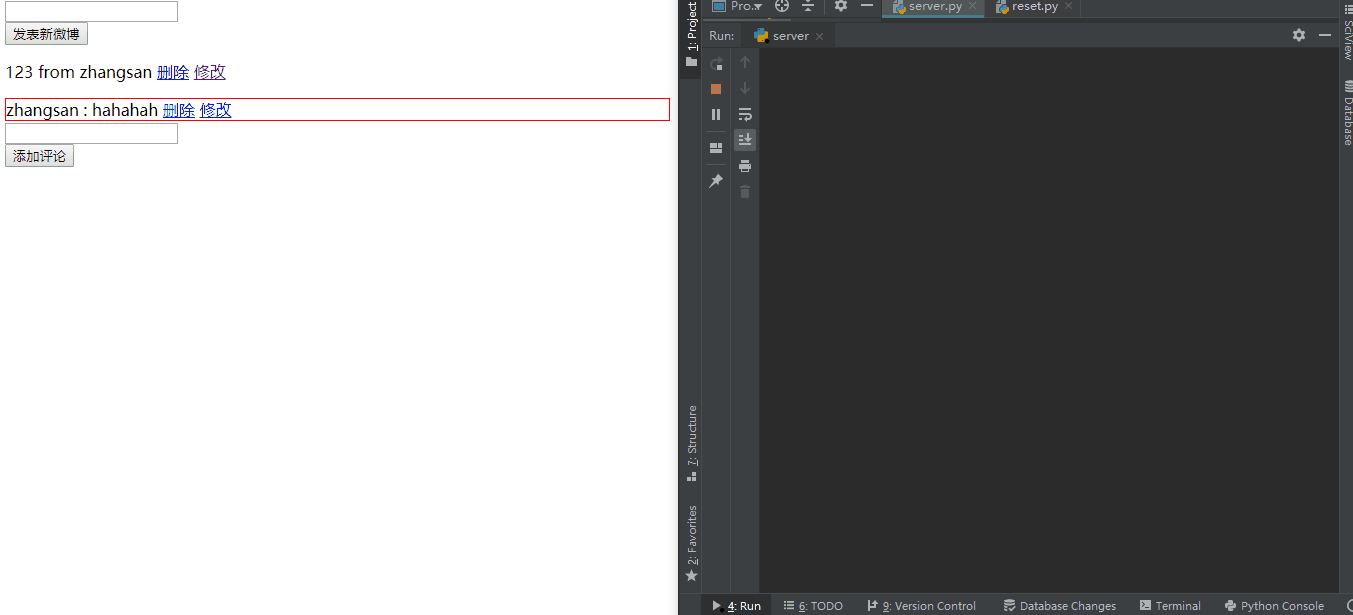 发表新微博
123 from zhangsan 删除 修改
zhangsan : hahahah 删除 修改
添加评论
Pro..
server.py
reset.py
1: Project
Run:
server
SciView
Database
7: Structure
2: Favorites
4: Run
6: TODO
9: Version Control
Database Changes
Terminal
Python Console